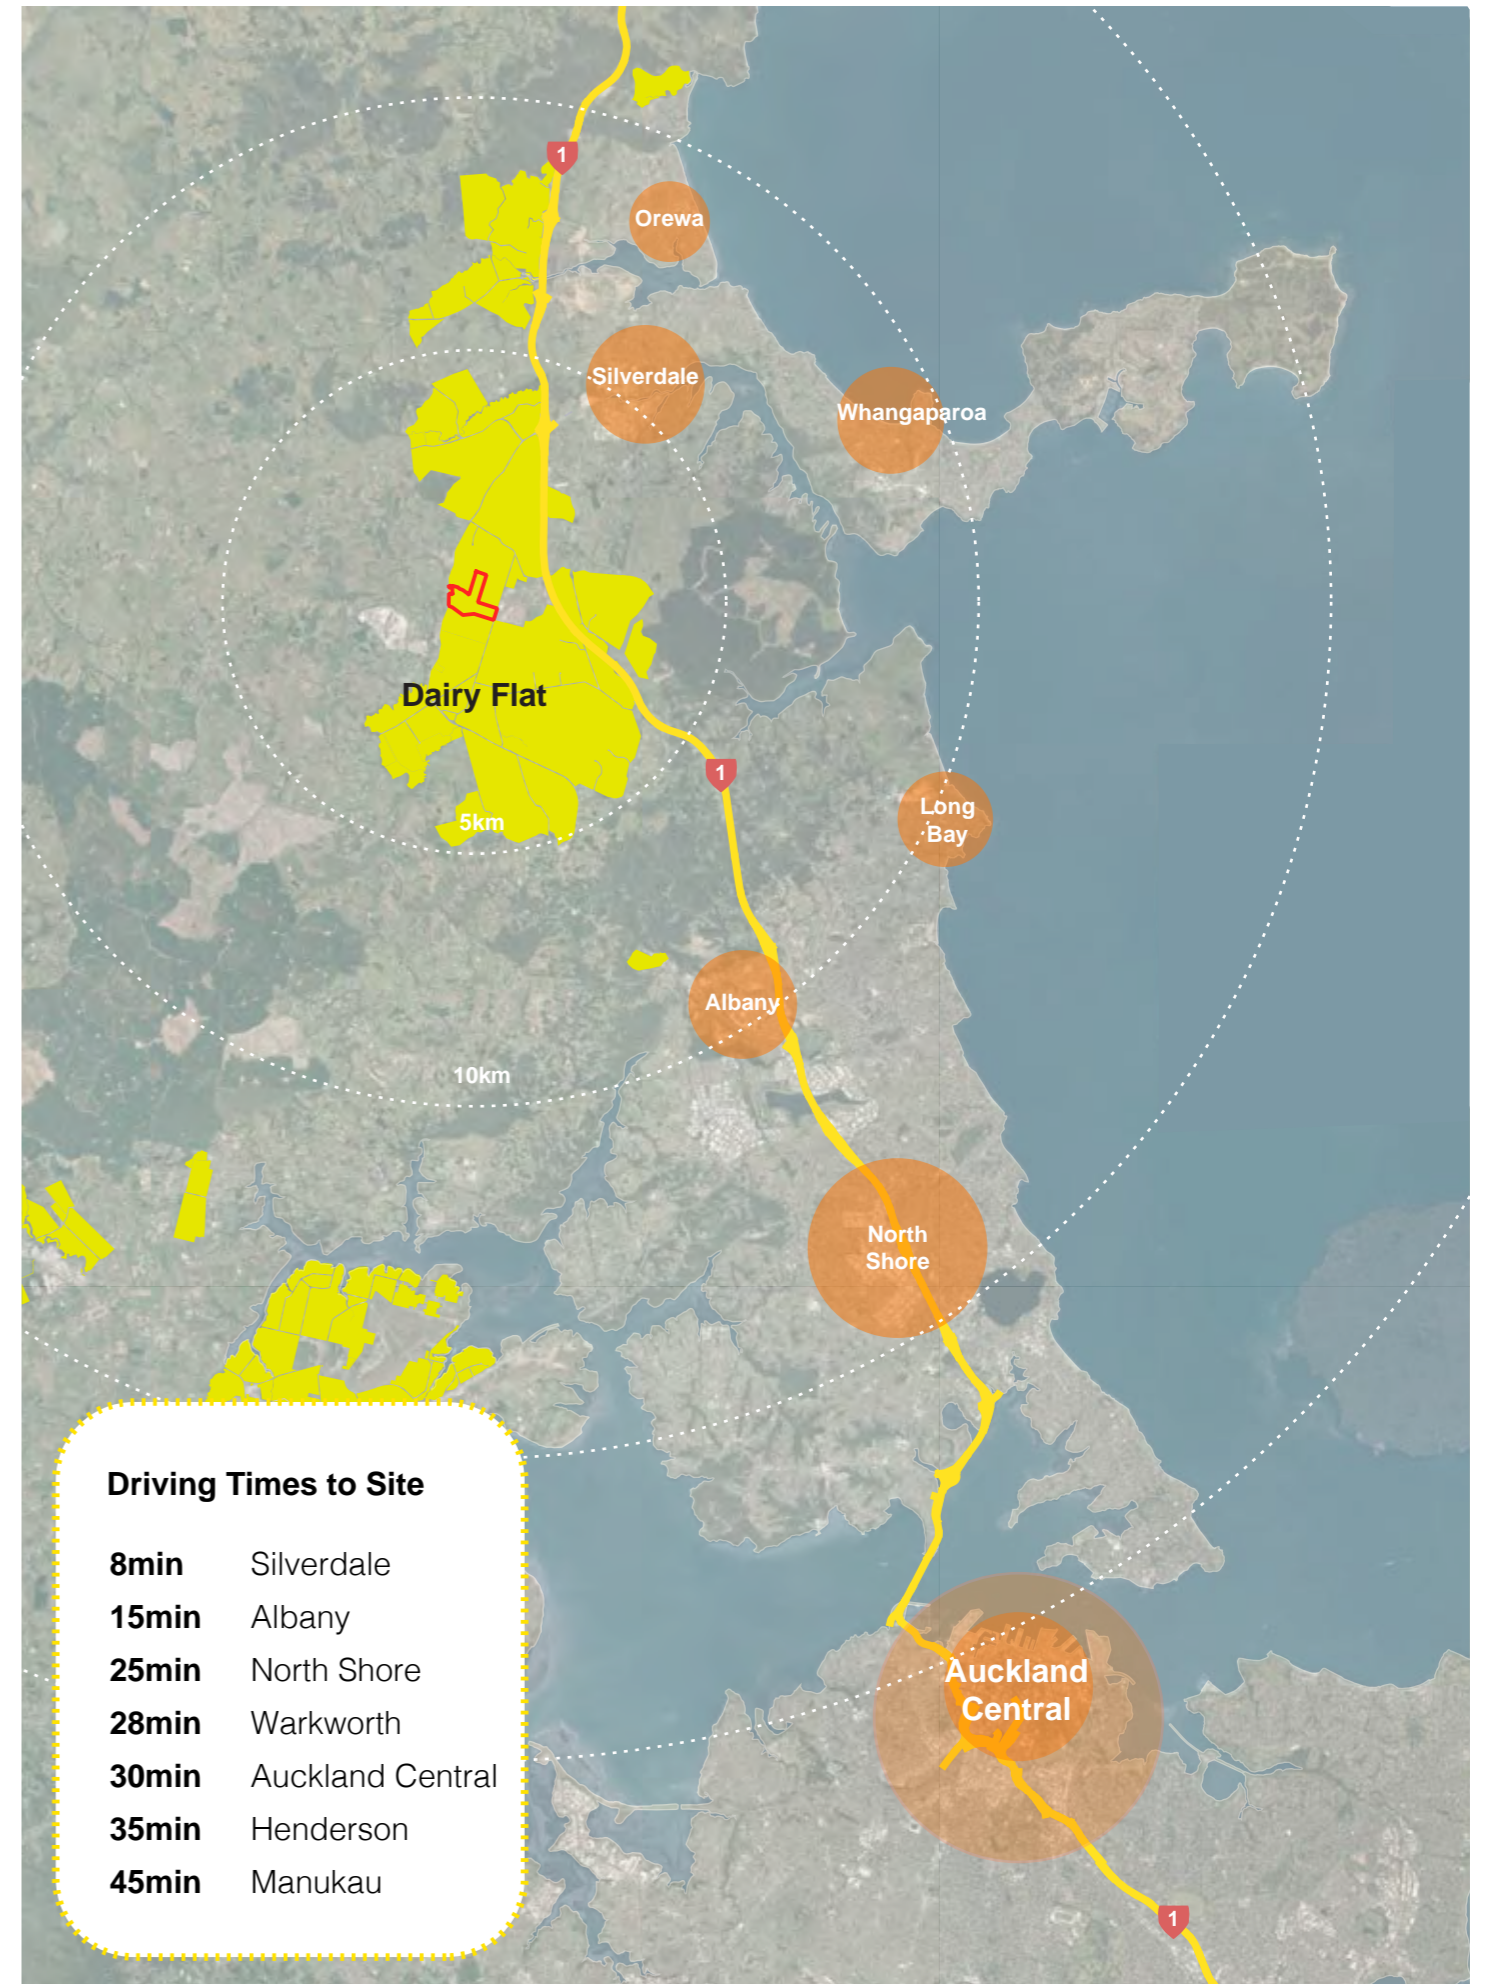 1
Orewa
Silverdale
Whangaparoa
Dairy Flat
1
Long
Bay
5km
Albany
10km
North
Shore
Driving Times to Site
8min Silverdale
15min Albany
25min North Shore
28min Warkworth
30min Auckland Central
35min Henderson
45min Manukau
Auckland
Central
1